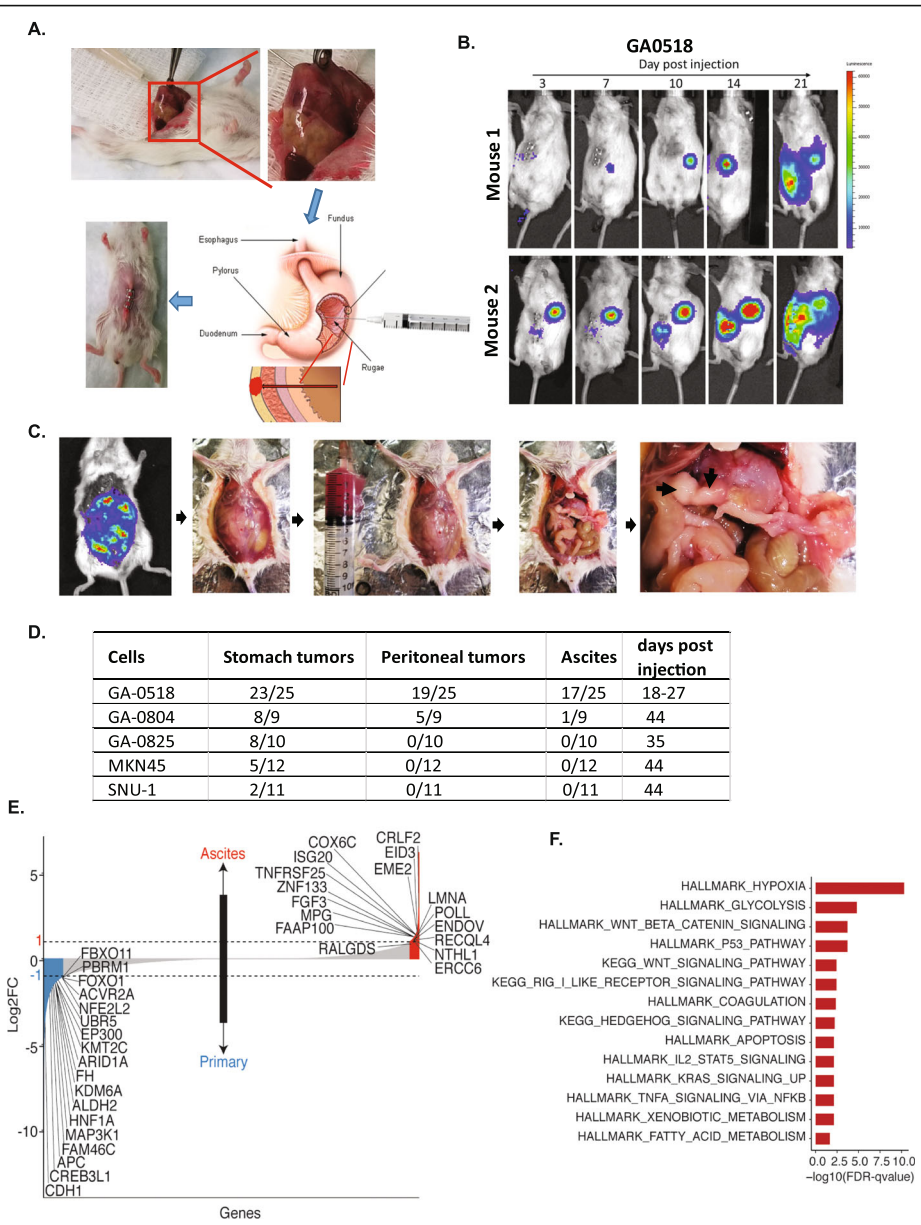 A.
Fundus
Esophagus
Pylorus
Duodenum
Rugae
B.
GA0518
Day post injection
3 7 10 14 21
Mouse 1
Mouse 2
Luminescence
60000
50000
40000
30000
20000
10000
C.
D.
Cells Stomach tumors Peritoneal tumors Ascites days post injection
GA-0518 23/25 19/25 17/25 18-27
GA-0804 8/9 5/9 1/9 44
GA-0825 8/10 0/10 0/10 35
MKN45 5/12 0/12 0/12 44
SNU-1 2/11 0/11 0/11 44
E.
Log2FC
5
1
0
-1
-5
-10
Ascites
Primary
COX6C
ISG20
TNFRSF25
ZNF133
FGF3
MPG
FAAP100
RALGDS
CRLF2
EID3
EME2
LMNA
POLL
ENDOV
RECQL4
NTHL1
ERCC6
FBXO11
PBRM1
FOXO1
ACVR2A
NFE2L2
UBR5
EP300
KMT2C
ARID1A
FH
KDM6A
ALDH2
HNF1A
MAP3K1
FAM46C
APC
CREB3L1
CDH1
Genes
F.
HALLMARK_HYPOXIA
HALLMARK_GLYCOLYSIS
HALLMARK_WNT_BETA_CATENIN_SIGNALING
HALLMARK_P53_PATHWAY
KEGG_WNT_SIGNALING_PATHWAY
KEGG_RIG_I_LIKE_RECEPTOR_SIGNALING_PATHWAY
HALLMARK_COAGULATION
KEGG_HEDGEHOG_SIGNALING_PATHWAY
HALLMARK_APOPTOSIS
HALLMARK_IL2_STAT5_SIGNALING
HALLMARK_KRAS_SIGNALING_UP
HALLMARK_TNFA_SIGNALING_VIA_NFKB
HALLMARK_XENOBIOTIC_METABOLISM
HALLMARK_FATTY_ACID_METABOLISM
0.0 2.5 5.0 7.5 10.0
−log10(FDR-qvalue)